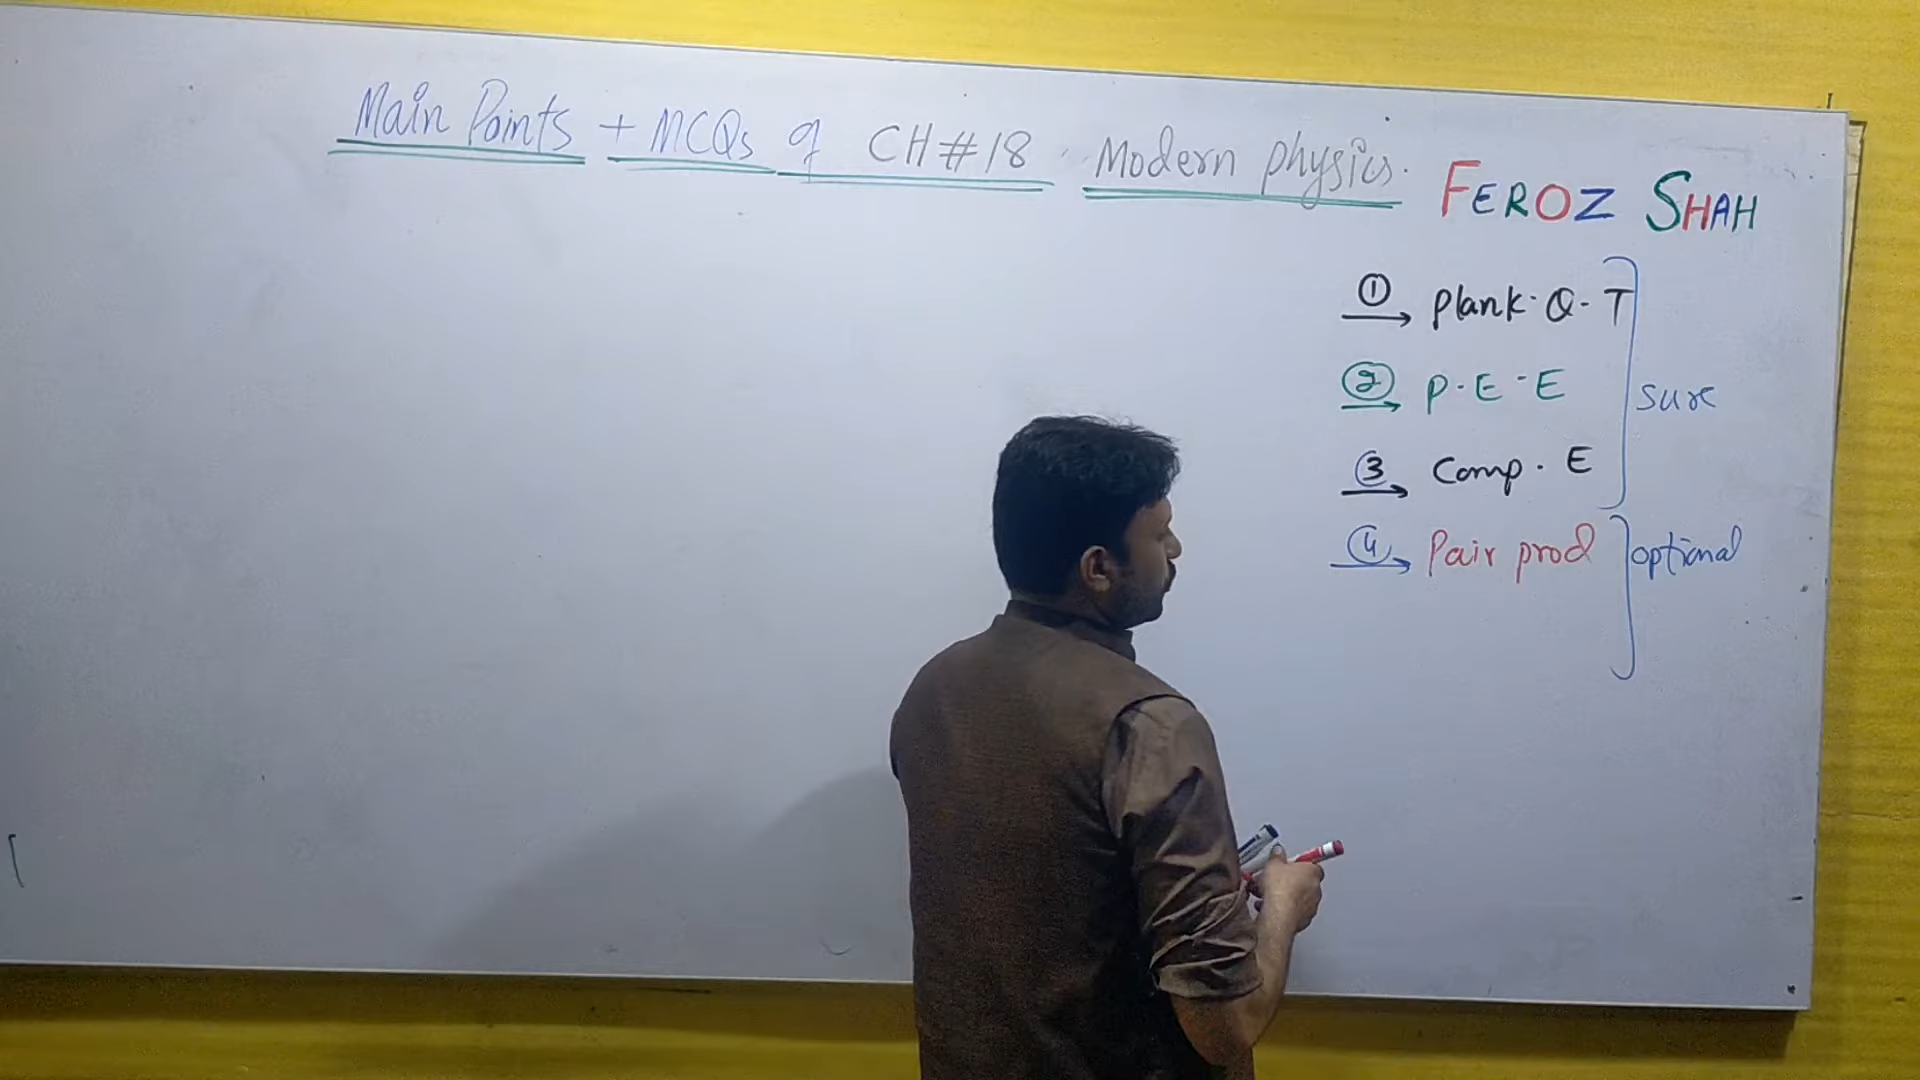 Main Points + MCQs of CH#18 Modern physics.
FEROZ SHAH
① plank. Q. T
② P. E. E
③ Comp. E
sure
④ Pair prod
optional